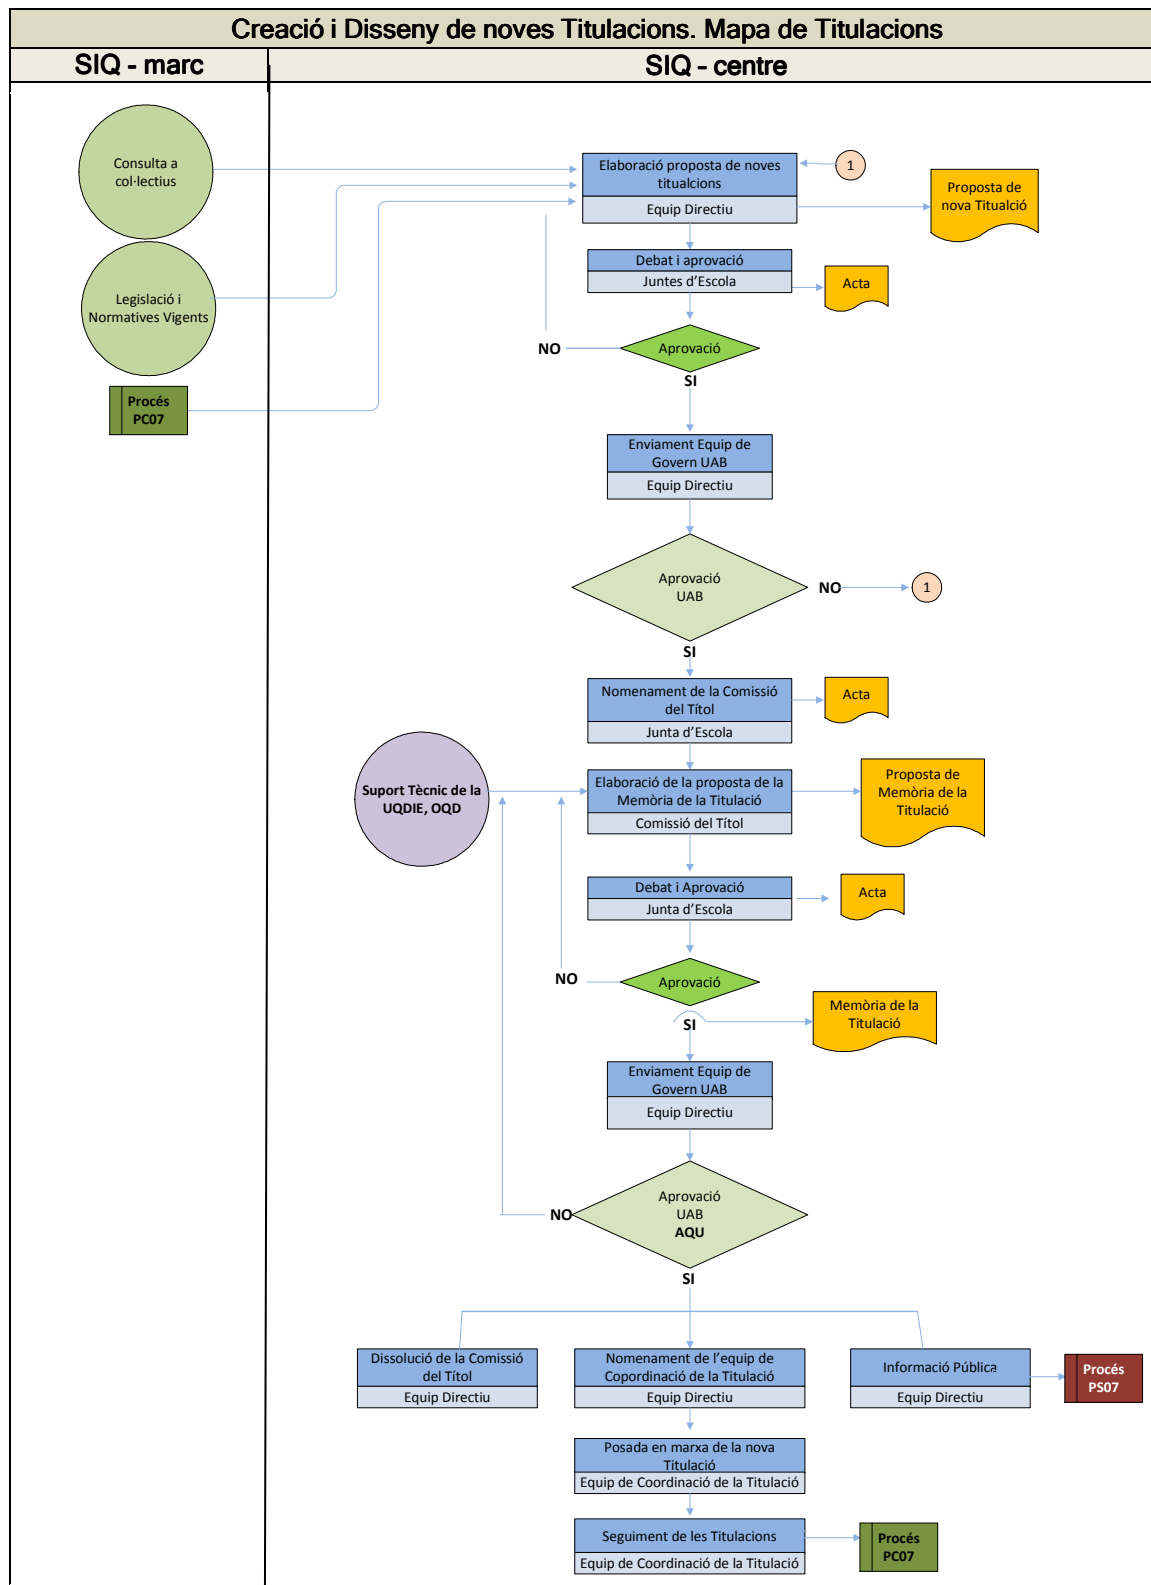 Creació i Disseny de noves Titulacions. Mapa de Titulacions
SIQ - marc
SIQ - centre
Consulta a
col·lectius
Elaboració proposta de noves
titualcions
Equip Directiu
1
Proposta de
nova Titualció
Debat i aprovació
Juntes d'Escola
Acta
Legislació i
Normatives Vigents
NO
Aprovació
SI
Procés
PC07
Enviament Equip de
Govern UAB
Equip Directiu
Aprovació
UAB
NO
1
SI
Nomenament de la Comissió
del Títol
Junta d'Escola
Acta
Suport Tècnic de la
UQDIE, OQD
Elaboració de la proposta de la
Memòria de la Titulació
Comissió del Títol
Proposta de
Memòria de la
Titulació
Debat i Aprovació
Junta d'Escola
Acta
NO
Aprovació
SI
Memòria de la
Titulació
Enviament Equip de
Govern UAB
Equip Directiu
Aprovació
UAB
AQU
NO
SI
Dissolució de la Comissió
del Títol
Equip Directiu
Nomenament de l'equip de
Copordinació de la Titulació
Equip Directiu
Informació Pública
Equip Directiu
Procés
PS07
Posada en marxa de la nova
Titulació
Equip de Coordinació de la Titulació
Seguiment de les Titulacions
Equip de Coordinació de la Titulació
Procés
PC07